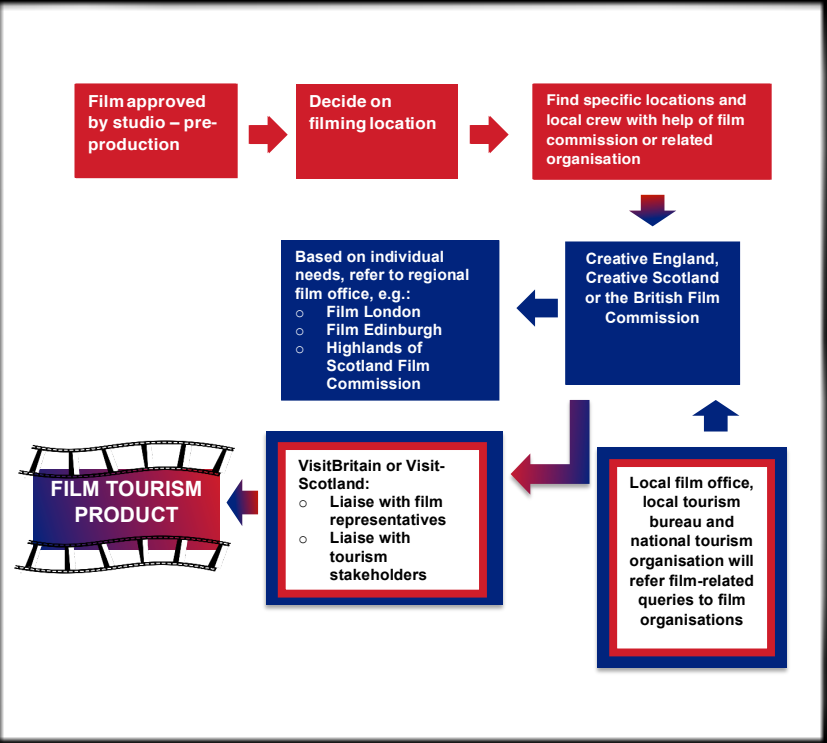 Film approved
by studio – pre-
production
Decide on
filming location
Find specific locations and
local crew with help of film
commission or related
organisation
Based on individual
needs, refer to regional
film office, e.g.:
o Film London
o Film Edinburgh
o Highlands of
Scotland Film
Commission
Creative England,
Creative Scotland
or the British Film
Commission
FILM TOURISM
PRODUCT
VisitBritain or Visit-
Scotland:
o Liaise with film
representatives
o Liaise with
tourism
stakeholders
Local film office,
local tourism
bureau and
national tourism
organisation will
refer film-related
queries to film
organisations